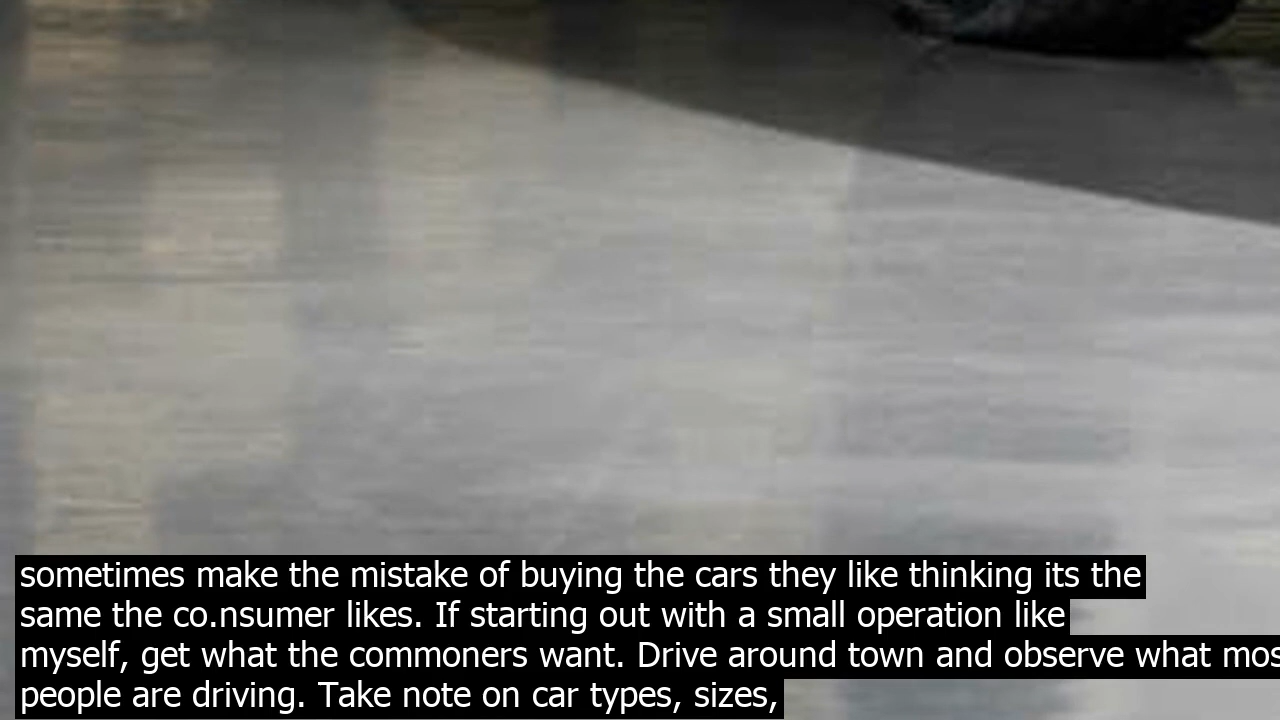 sometimes make the mistake of buying the cars they like thinking its the
same the co.nsumer likes. If starting out with a small operation like
myself, get what the commoners want. Drive around town and observe what mos
people are driving. Take note on car types, sizes,